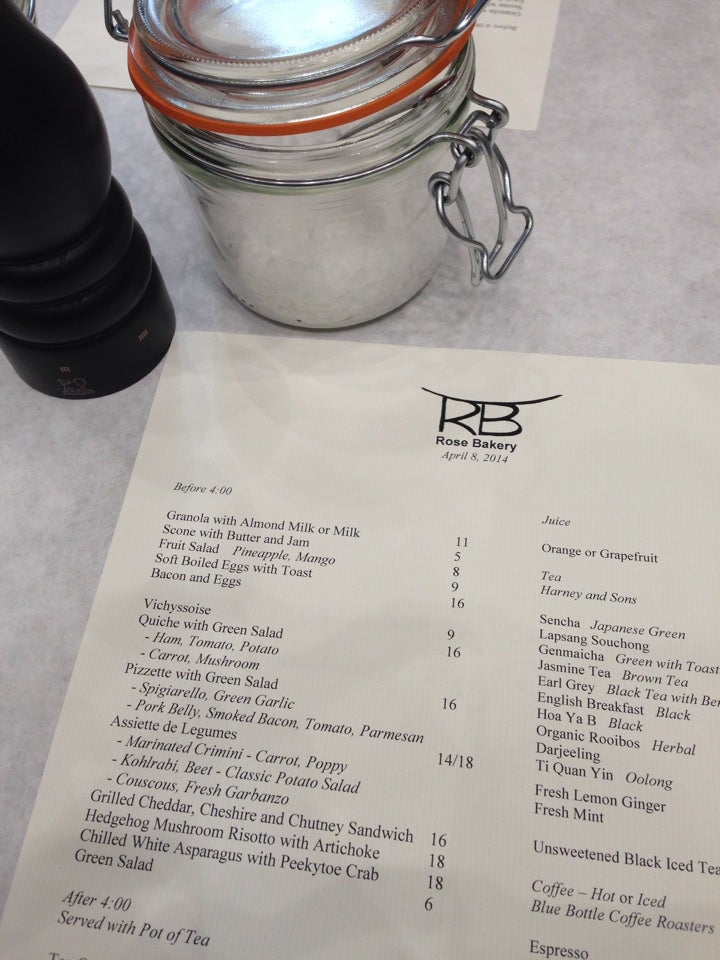 RB
Rose Bakery
April 8, 2014
Before 4:00
Granola with Almond Milk or Milk 11
Scone with Butter and Jam 5
Fruit Salad Pineapple, Mango 8
Soft Boiled Eggs with Toast 9
Bacon and Eggs 16
Vichyssoise 9
Quiche with Green Salad 16
- Ham, Tomato, Potato
- Carrot, Mushroom
Pizzette with Green Salad 16
- Spigiarello, Green Garlic
- Pork Belly, Smoked Bacon, Tomato, Parmesan
Assiette de Legumes 14/18
- Marinated Crimini - Carrot, Poppy
- Kohlrabi, Beet - Classic Potato Salad
- Couscous, Fresh Garbanzo
Grilled Cheddar, Cheshire and Chutney Sandwich 16
Hedgehog Mushroom Risotto with Artichoke 18
Chilled White Asparagus with Peekytoe Crab 18
Green Salad 6
After 4:00
Served with Pot of Tea
Juice
Orange or Grapefruit
Tea
Harney and Sons
Sencha Japanese Green
Lapsang Souchong
Genmaicha Green with Toast
Jasmine Tea Brown Tea
Earl Grey Black Tea with Ber
English Breakfast Black
Hoa Ya B Black
Organic Rooibos Herbal
Darjeeling
Ti Quan Yin Oolong
Fresh Lemon Ginger
Fresh Mint
Unsweetened Black Iced Tea
Coffee – Hot or Iced
Blue Bottle Coffee Roasters
Espresso